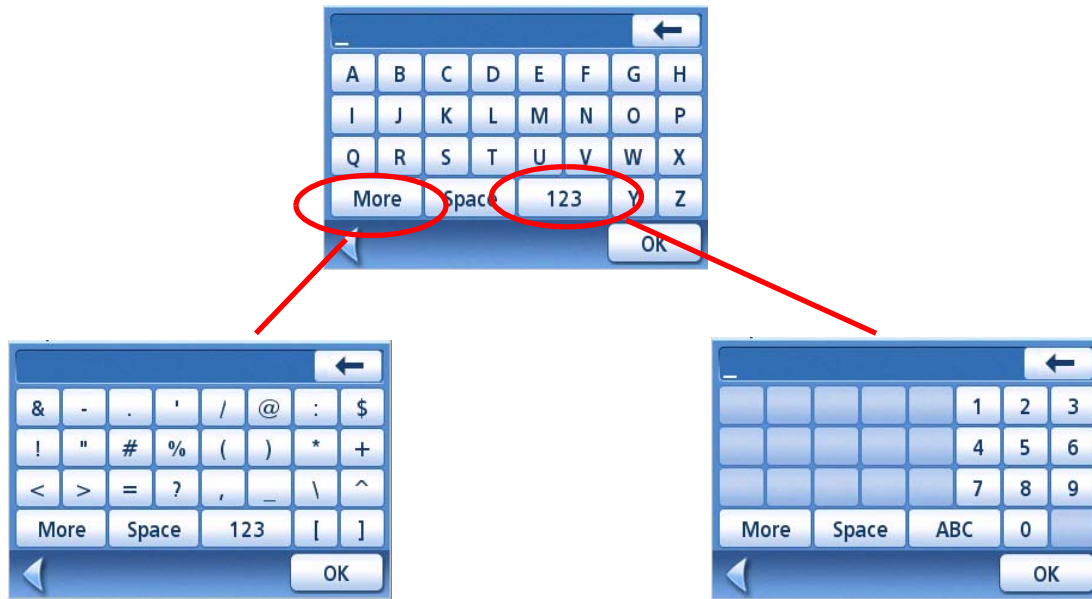 _
A B C D E F G H
I J K L M N O P
Q R S T U V W X
More Space 123 Y Z
OK
& - . ' / @ : $
! " # % ( ) * +
< > = ? , _ \ ^
More Space 123 [ ]
OK
_
1 2 3
4 5 6
7 8 9
More Space ABC 0
OK